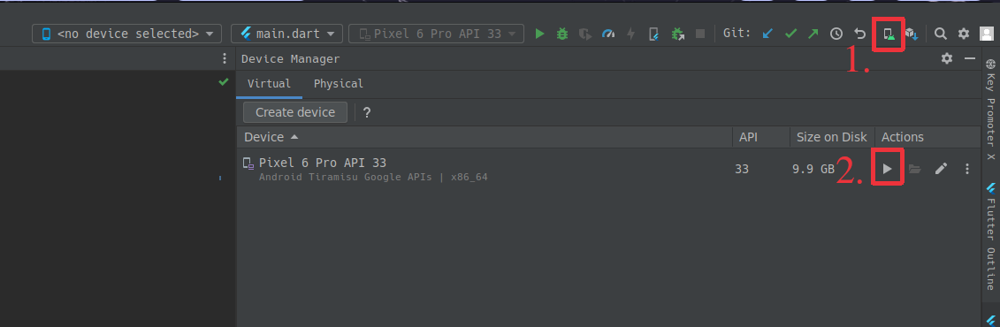 <no device selected>
main.dart
Pixel 6 Pro API 33
Git:
1.
Device Manager
Virtual
Physical
Create device
?
Device
API
Size on Disk
Actions
Pixel 6 Pro API 33
33
9.9 GB
2.
Android Tiramisu Google APIs | x86_64
Key Promoter X
Flutter Outline